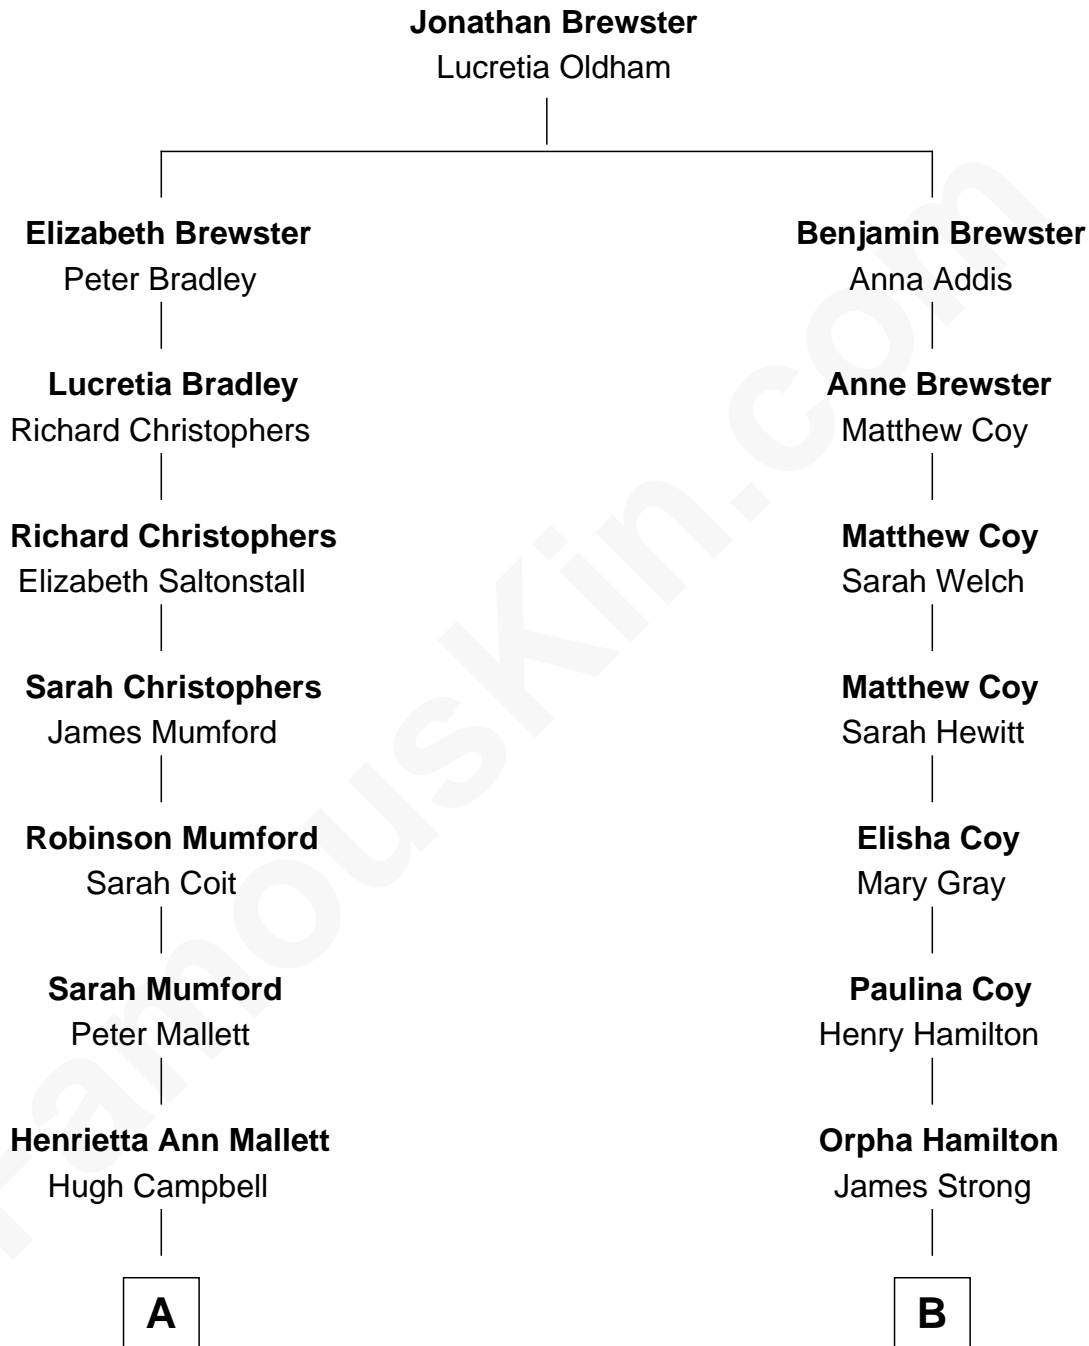 Jonathan Brewster
Lucretia Oldham
Elizabeth Brewster
Peter Bradley
Lucretia Bradley
Richard Christophers
Richard Christophers
Elizabeth Saltonstall
Sarah Christophers
James Mumford
Robinson Mumford
Sarah Coit
Sarah Mumford
Peter Mallett
Henrietta Ann Mallett
Hugh Campbell
A
Benjamin Brewster
Anna Addis
Anne Brewster
Matthew Coy
Matthew Coy
Sarah Welch
Matthew Coy
Sarah Hewitt
Elisha Coy
Mary Gray
Paulina Coy
Henry Hamilton
Orpha Hamilton
James Strong
B
FamousKin.com